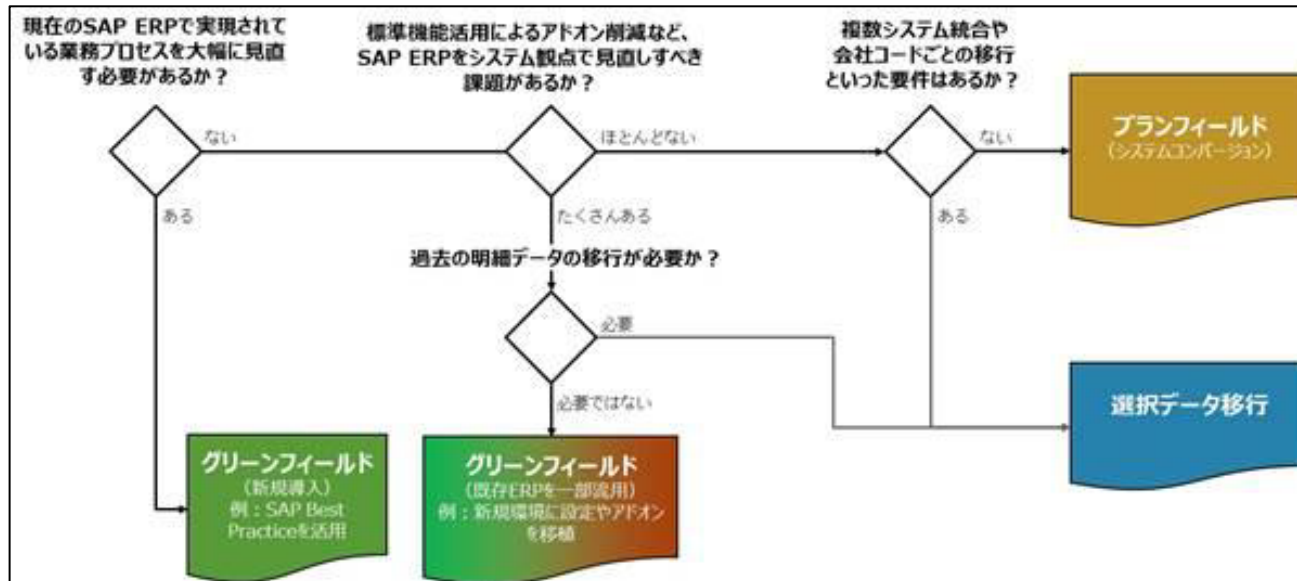 現在のSAP ERPで実現されて
いる業務プロセスを大幅に見直
す必要があるか？
標準機能活用によるアドオン削減など、
SAP ERPをシステム観点で見直しすべき
課題があるか？
複数システム統合や
会社コードごとの移行
といった要件はあるか？
ない
ほとんどない
ない
ブランフィールド
（システムコンバージョン）
ある
たくさんある
ある
過去の明細データの移行が必要か？
必要
必要ではない
選択データ移行
グリーンフィールド
（新規導入）
例：SAP Best
Practiceを活用
グリーンフィールド
（既存ERPを一部流用）
例：新規環境に設定やアドオン
を移植